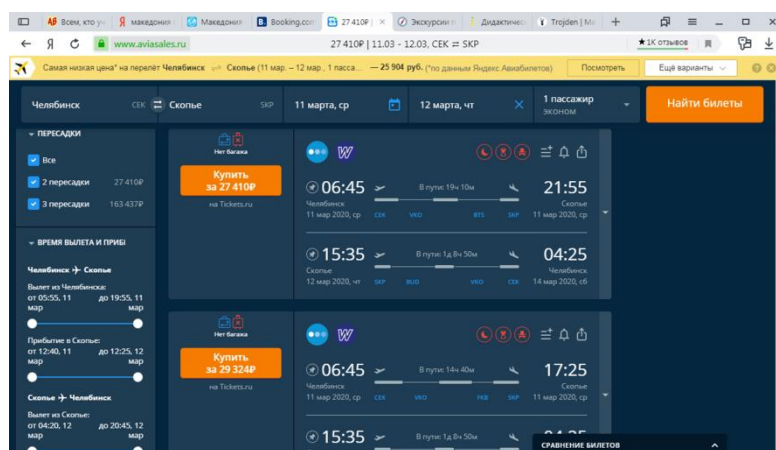 АБ Всем, кто уч
Я македония
Македония
B. Booking.com
27 410₽ | 
Экскурсии п
Дидактичес
Trojden | Ма
www.aviasales.ru
27 410₽ | 11.03 - 12.03, CEK ⇄ SKP
★1K отзывов
Самая низкая цена* на перелёт Челябинск ⇌ Скопье (11 мар. – 12 мар., 1 пасса... — 25 904 руб. (*по данным Яндекс.Авиабилетов)
Посмотреть
Ещё варианты
Челябинск CEK
Скопье SKP
11 марта, ср
12 марта, чт
1 пассажир
эконом
Найти билеты
ПЕРЕСАДКИ
Все
2 пересадки 27 410₽
3 пересадки 163 437₽
ВРЕМЯ ВЫЛЕТА И ПРИБЫ
Челябинск Скопье
Вылет из Челябинска:
от 05:55, 11 мар до 19:55, 11 мар
Прибытие в Скопье:
от 12:40, 11 мар до 12:25, 12 мар
Скопье Челябинск
Вылет из Скопье:
от 04:20, 12 мар до 20:45, 12 мар
Нет багажа
Купить
за 27 410₽
на Tickets.ru
06:45
В пути: 19ч 10м
21:55
Челябинск
Скопье
11 мар 2020, ср
CEK VKO BTS SKP
11 мар 2020, ср
15:35
В пути: 1д 8ч 50м
04:25
Скопье
Челябинск
12 мар 2020, чт
SKP BUD VKO CEK
14 мар 2020, сб
Нет багажа
Купить
за 29 324₽
на Tickets.ru
06:45
В пути: 14ч 40м
17:25
Челябинск
Скопье
11 мар 2020, ср
CEK VKO SKP
11 мар 2020, ср
15:35
В пути: 1д 8ч 50м
СРАВНЕНИЕ БИЛЕТОВ